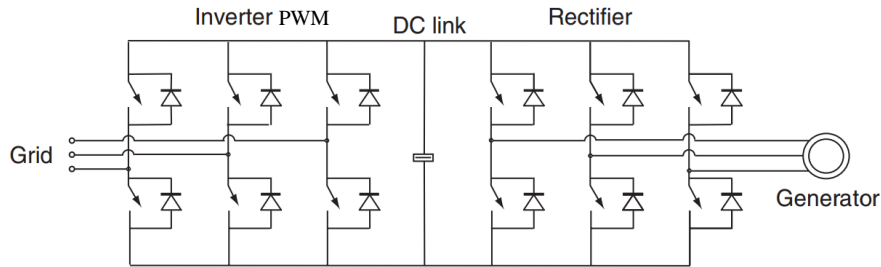 Inverter PWM
DC link
Rectifier
Grid
Generator